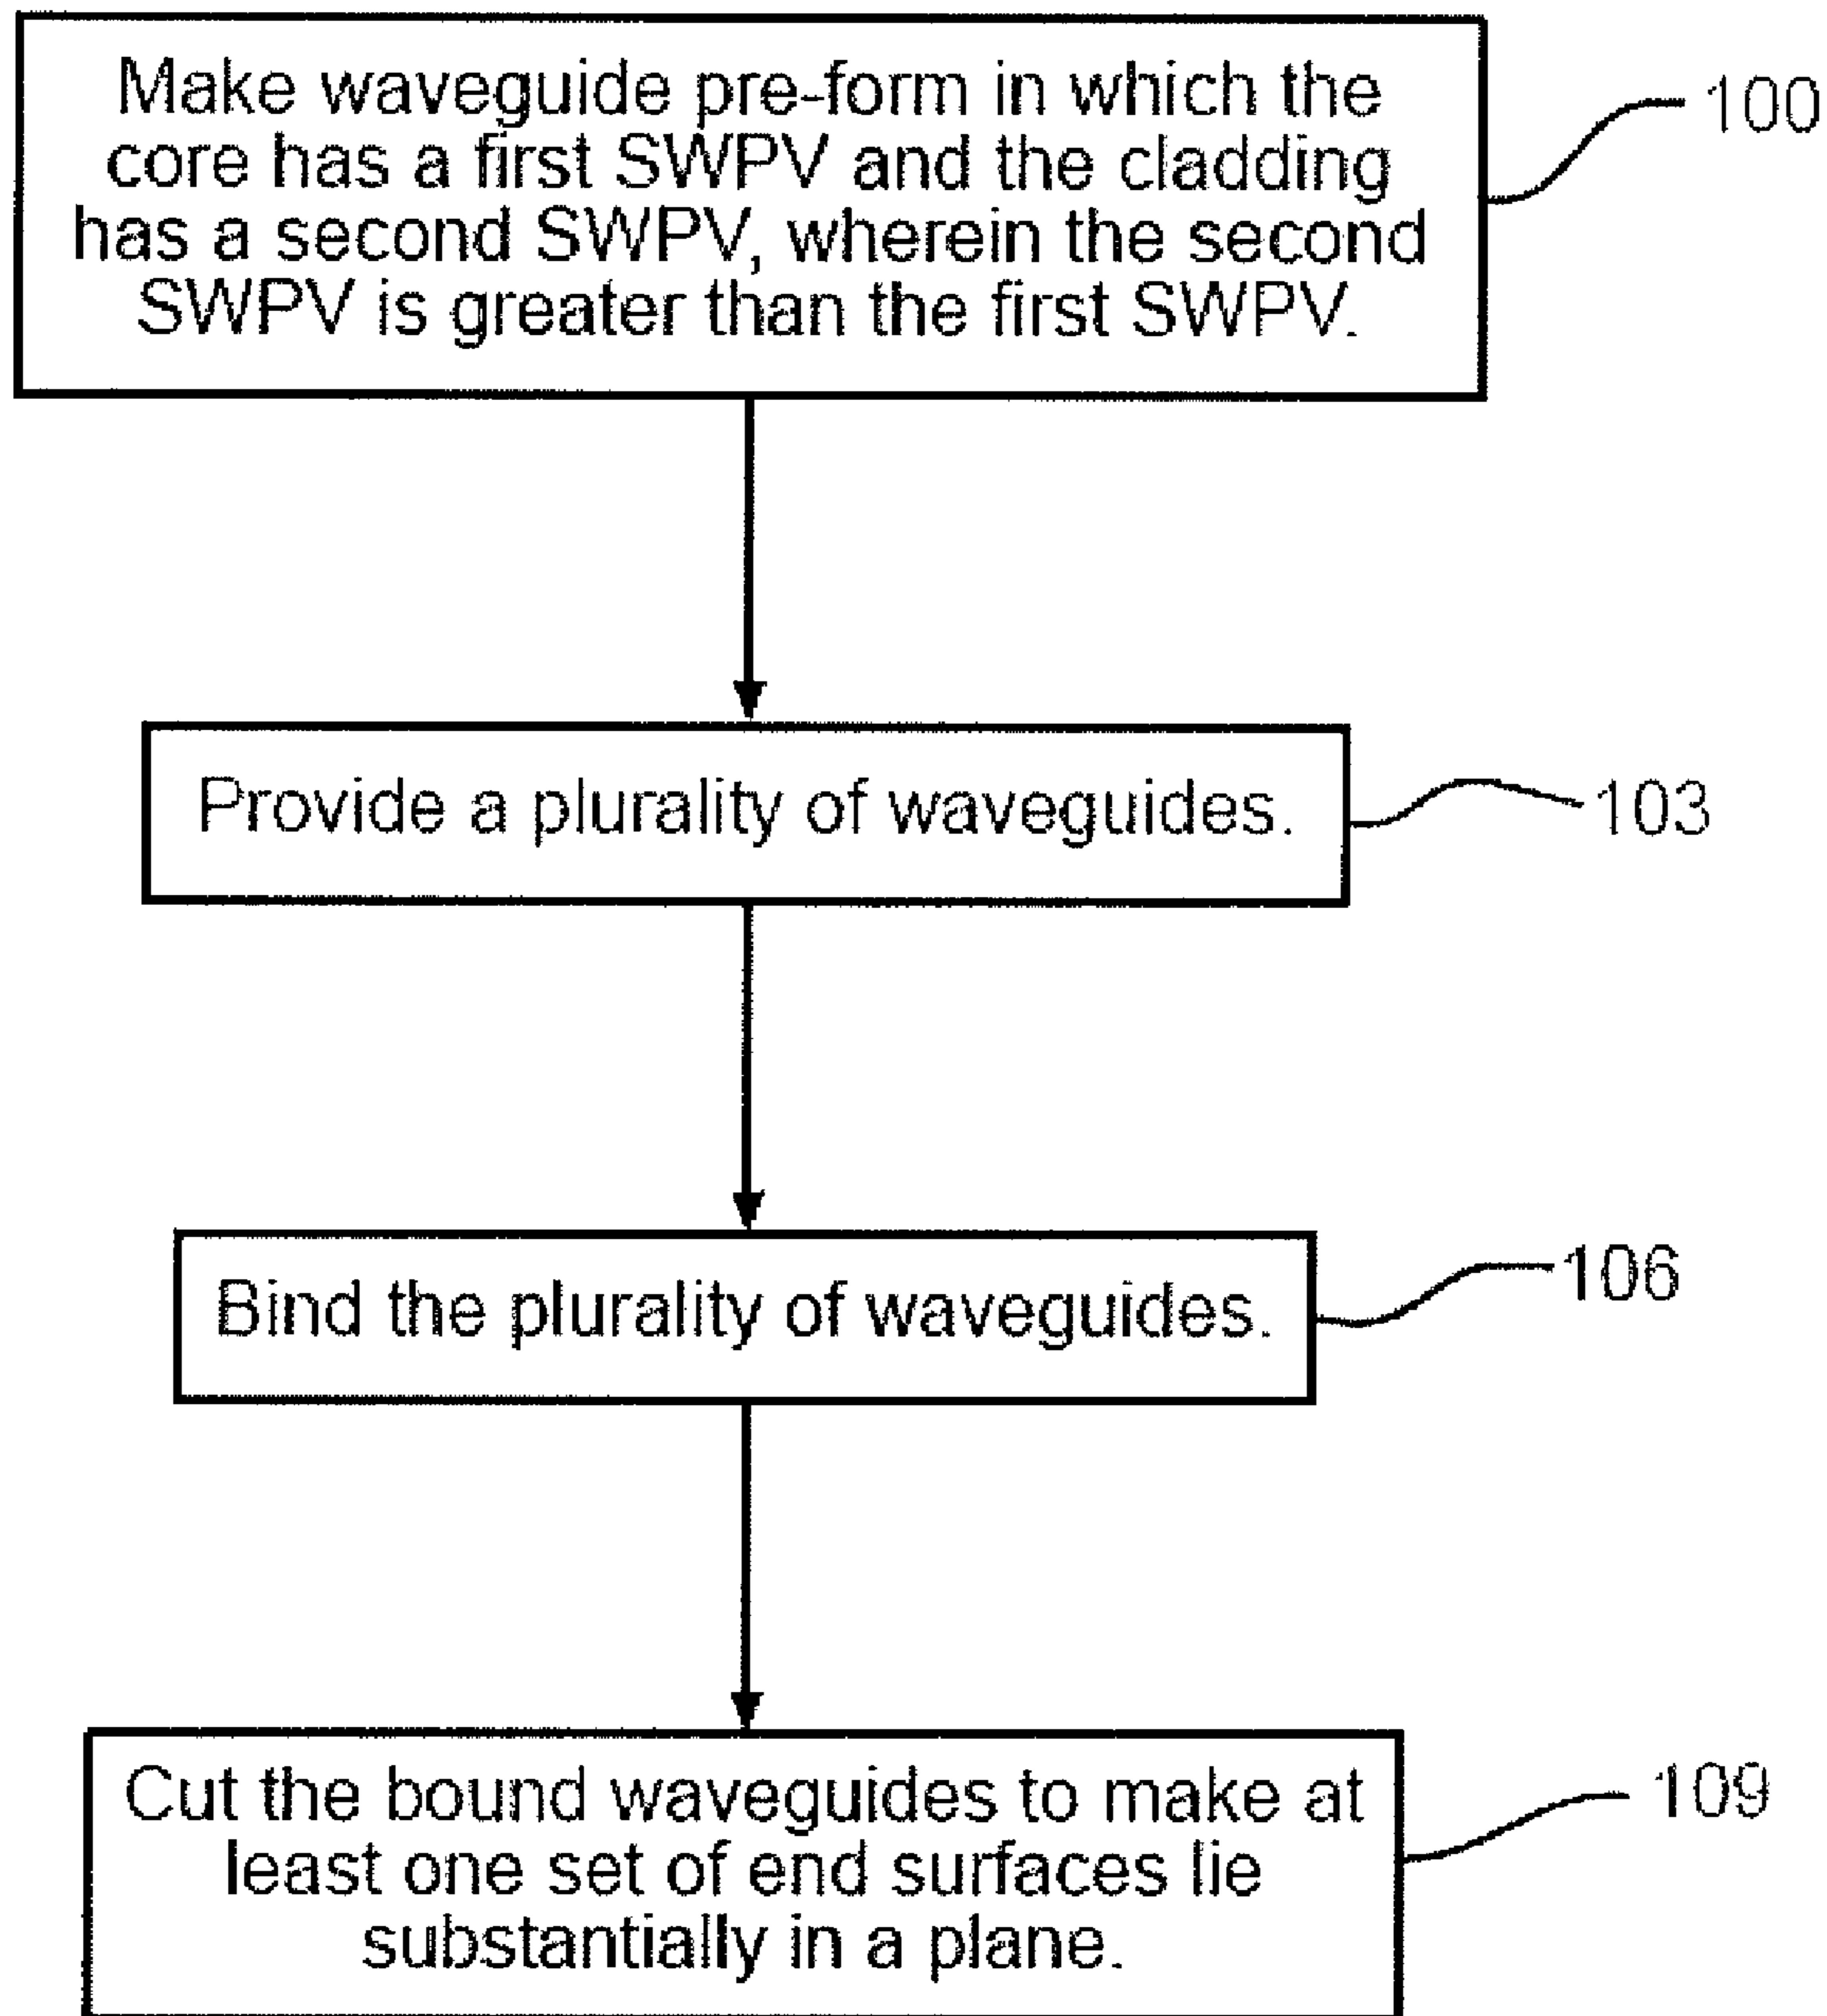 Make waveguide pre-form in which the
core has a first SWPV and the cladding
has a second SWPV, wherein the second
SWPV is greater than the first SWPV.
100
Provide a plurality of waveguides.
103
Bind the plurality of waveguides.
106
Cut the bound waveguides to make at
least one set of end surfaces lie
substantially in a plane.
109